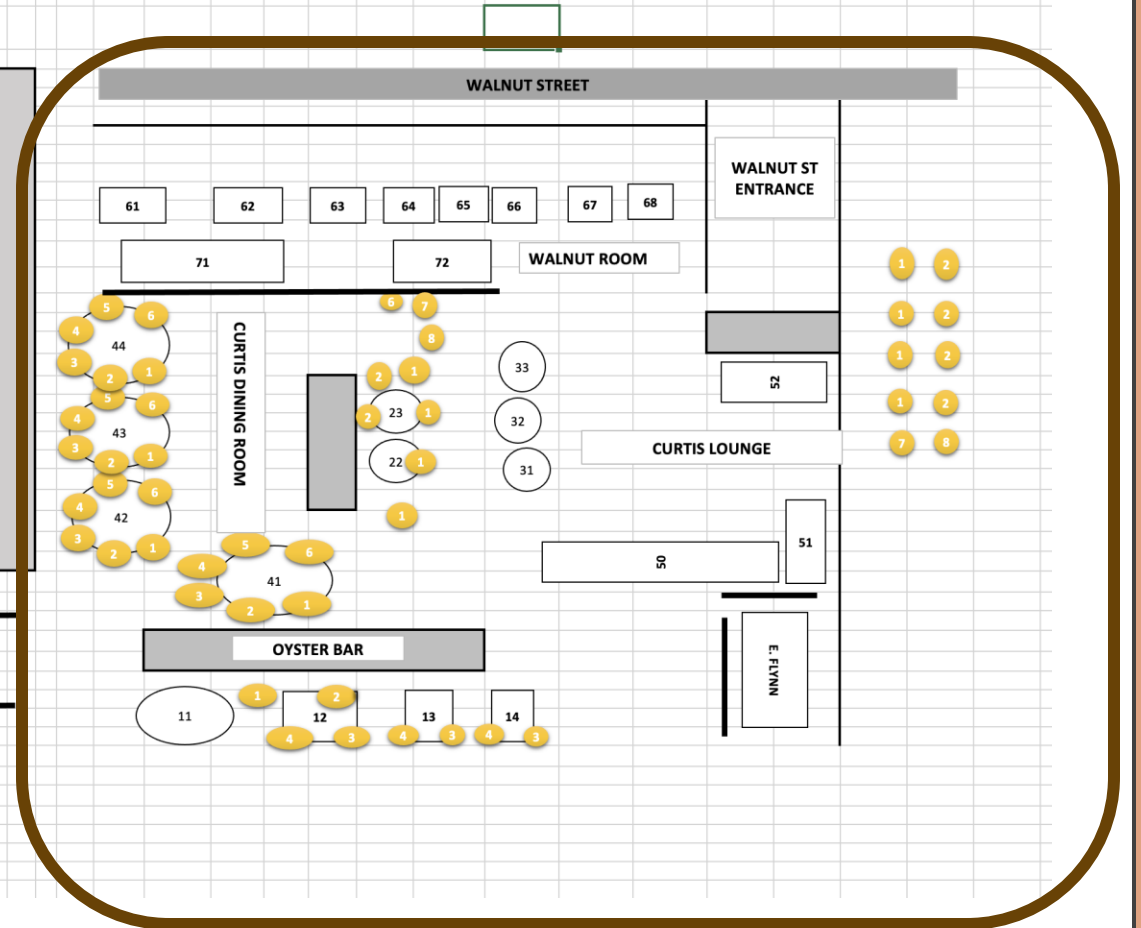 WALNUT STREET
WALNUT ST
ENTRANCE
61 62 63 64 65 66 67 68
71 72 WALNUT ROOM
1 2
5 6 6 7
4 44 8 1 2
3 2 1 2 1 33 1 2
CURTIS DINING ROOM
52
5 6 2 23 1 32 1 2
4 43
3 2 1 22 1 31 CURTIS LOUNGE 7 8
5 6
4 42 1
3 2 1
51
50
5 6
4 41
3 2 1
OYSTER BAR
E. FLYNN
11 1 2
12 13 14
4 3 4 3 4 3